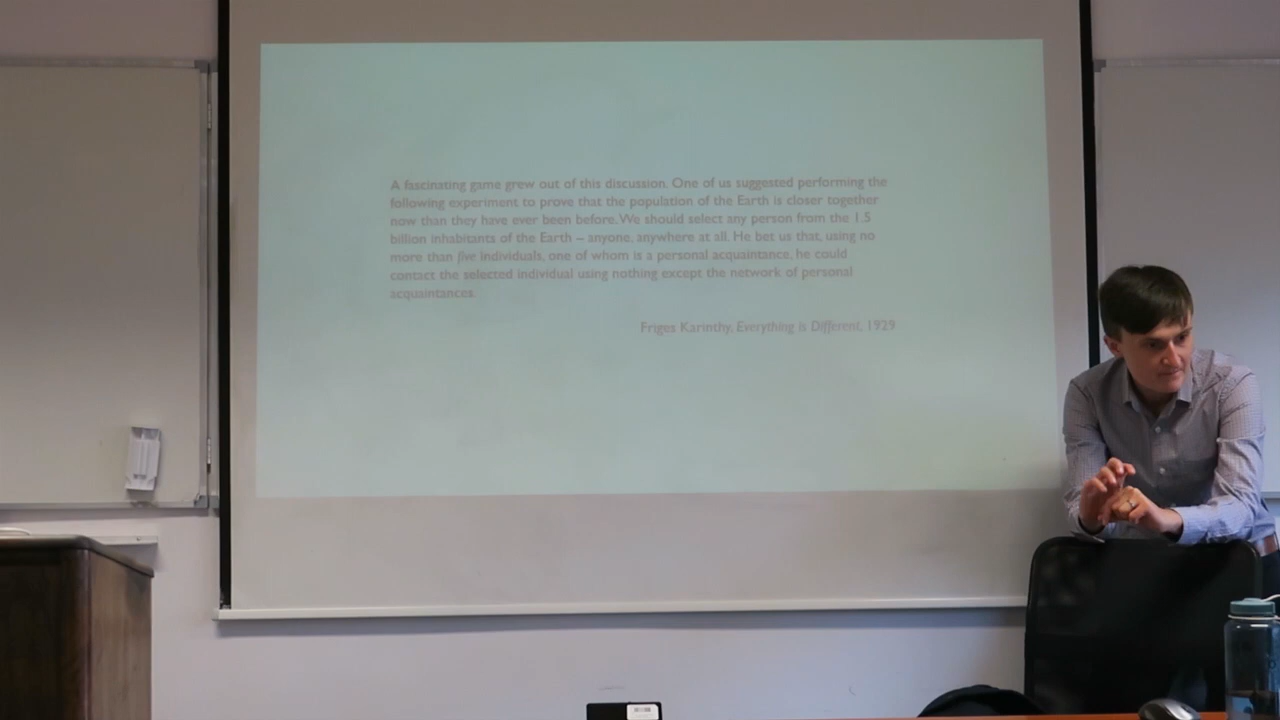 A fascinating game grew out of this discussion. One of us suggested performing the
following experiment to prove that the population of the Earth is closer together
now than they have ever been before. We should select any person from the 1.5
billion inhabitants of the Earth – anyone, anywhere at all. He bet us that, using no
more than five individuals, one of whom is a personal acquaintance, he could
contact the selected individual using nothing except the network of personal
acquaintances.
Friges Karinthy, Everything is Different, 1929